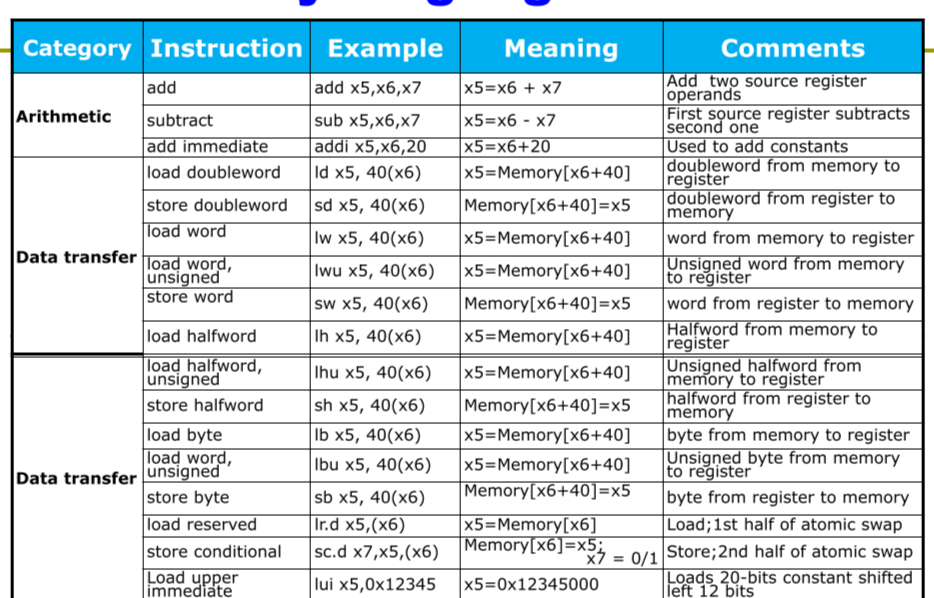 Category Instruction Example Meaning Comments
Arithmetic
add add x5,x6,x7 x5=x6 + x7 Add two source register
operands
subtract sub x5,x6,x7 x5=x6 - x7 First source register subtracts
second one
add immediate addi x5,x6,20 x5=x6+20 Used to add constants
Data transfer
load doubleword ld x5, 40(x6) x5=Memory[x6+40] doubleword from memory to
register
store doubleword sd x5, 40(x6) Memory[x6+40]=x5 doubleword from register to
memory
load word lw x5, 40(x6) x5=Memory[x6+40] word from memory to register
load word,
unsigned lwu x5, 40(x6) x5=Memory[x6+40] Unsigned word from memory
to register
store word sw x5, 40(x6) Memory[x6+40]=x5 word from register to memory
load halfword lh x5, 40(x6) x5=Memory[x6+40] Halfword from memory to
register
Data transfer
load halfword,
unsigned lhu x5, 40(x6) x5=Memory[x6+40] Unsigned halfword from
memory to register
store halfword sh x5, 40(x6) Memory[x6+40]=x5 halfword from register to
memory
load byte lb x5, 40(x6) x5=Memory[x6+40] byte from memory to register
load word,
unsigned lbu x5, 40(x6) x5=Memory[x6+40] Unsigned byte from memory
to register
store byte sb x5, 40(x6) Memory[x6+40]=x5 byte from register to memory
load reserved lr.d x5,(x6) x5=Memory[x6] Load;1st half of atomic swap
store conditional sc.d x7,x5,(x6) Memory[x6]=x5;
x7 = 0/1 Store;2nd half of atomic swap
Load upper
immediate lui x5,0x12345 x5=0x12345000 Loads 20-bits constant shifted
left 12 bits